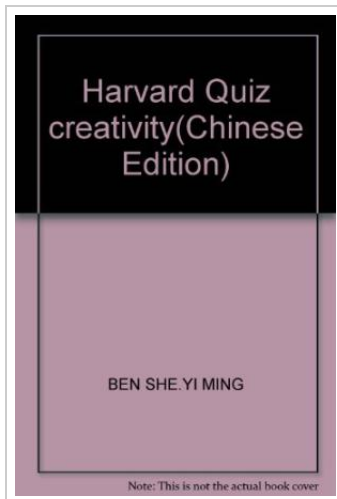 Harvard Quiz
creativity(Chinese
Edition)
BEN SHE.YI MING
Note: This is not the actual book cover